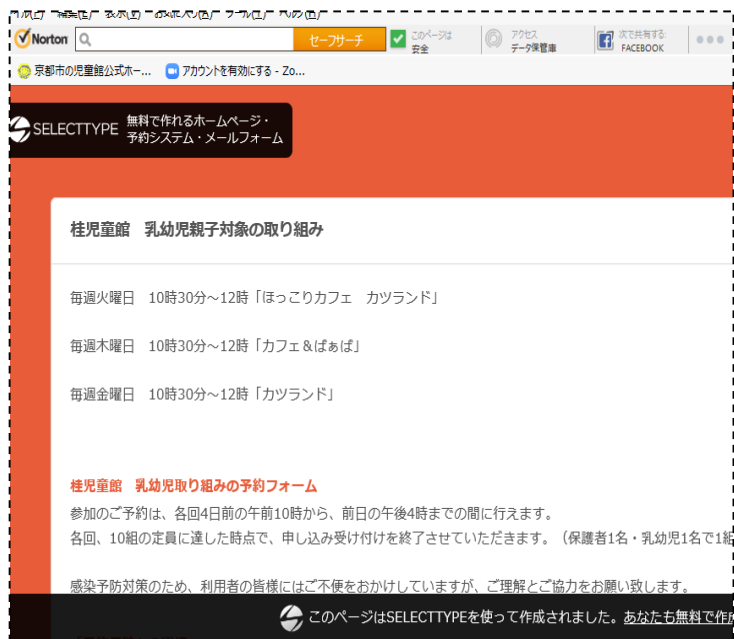 Norton
セーフサーチ
このページは
安全
アクセス
データ保管庫
次で共有する:
FACEBOOK
京都市の児童館公式ホー...
アカウントを有効にする - Zo...
SELECTTYPE
無料で作れるホームページ・
予約システム・メールフォーム
桂児童館　乳幼児親子対象の取り組み
毎週火曜日　10時30分～12時「ほっこりカフェ　カツランド」
毎週木曜日　10時30分～12時「カフェ＆ばぁば」
毎週金曜日　10時30分～12時「カツランド」
桂児童館　乳幼児取り組みの予約フォーム
参加のご予約は、各回4日前の午前10時から、前日の午後4時までの間に行えます。
各回、10組の定員に達した時点で、申し込み受け付けを終了させていただきます。（保護者1名・乳幼児1名で1組
感染予防対策のため、利用者の皆様にはご不便をおかけしていますが、ご理解とご協力をお願い致します。
このページはSELECTTYPEを使って作成されました。あなたも無料で作